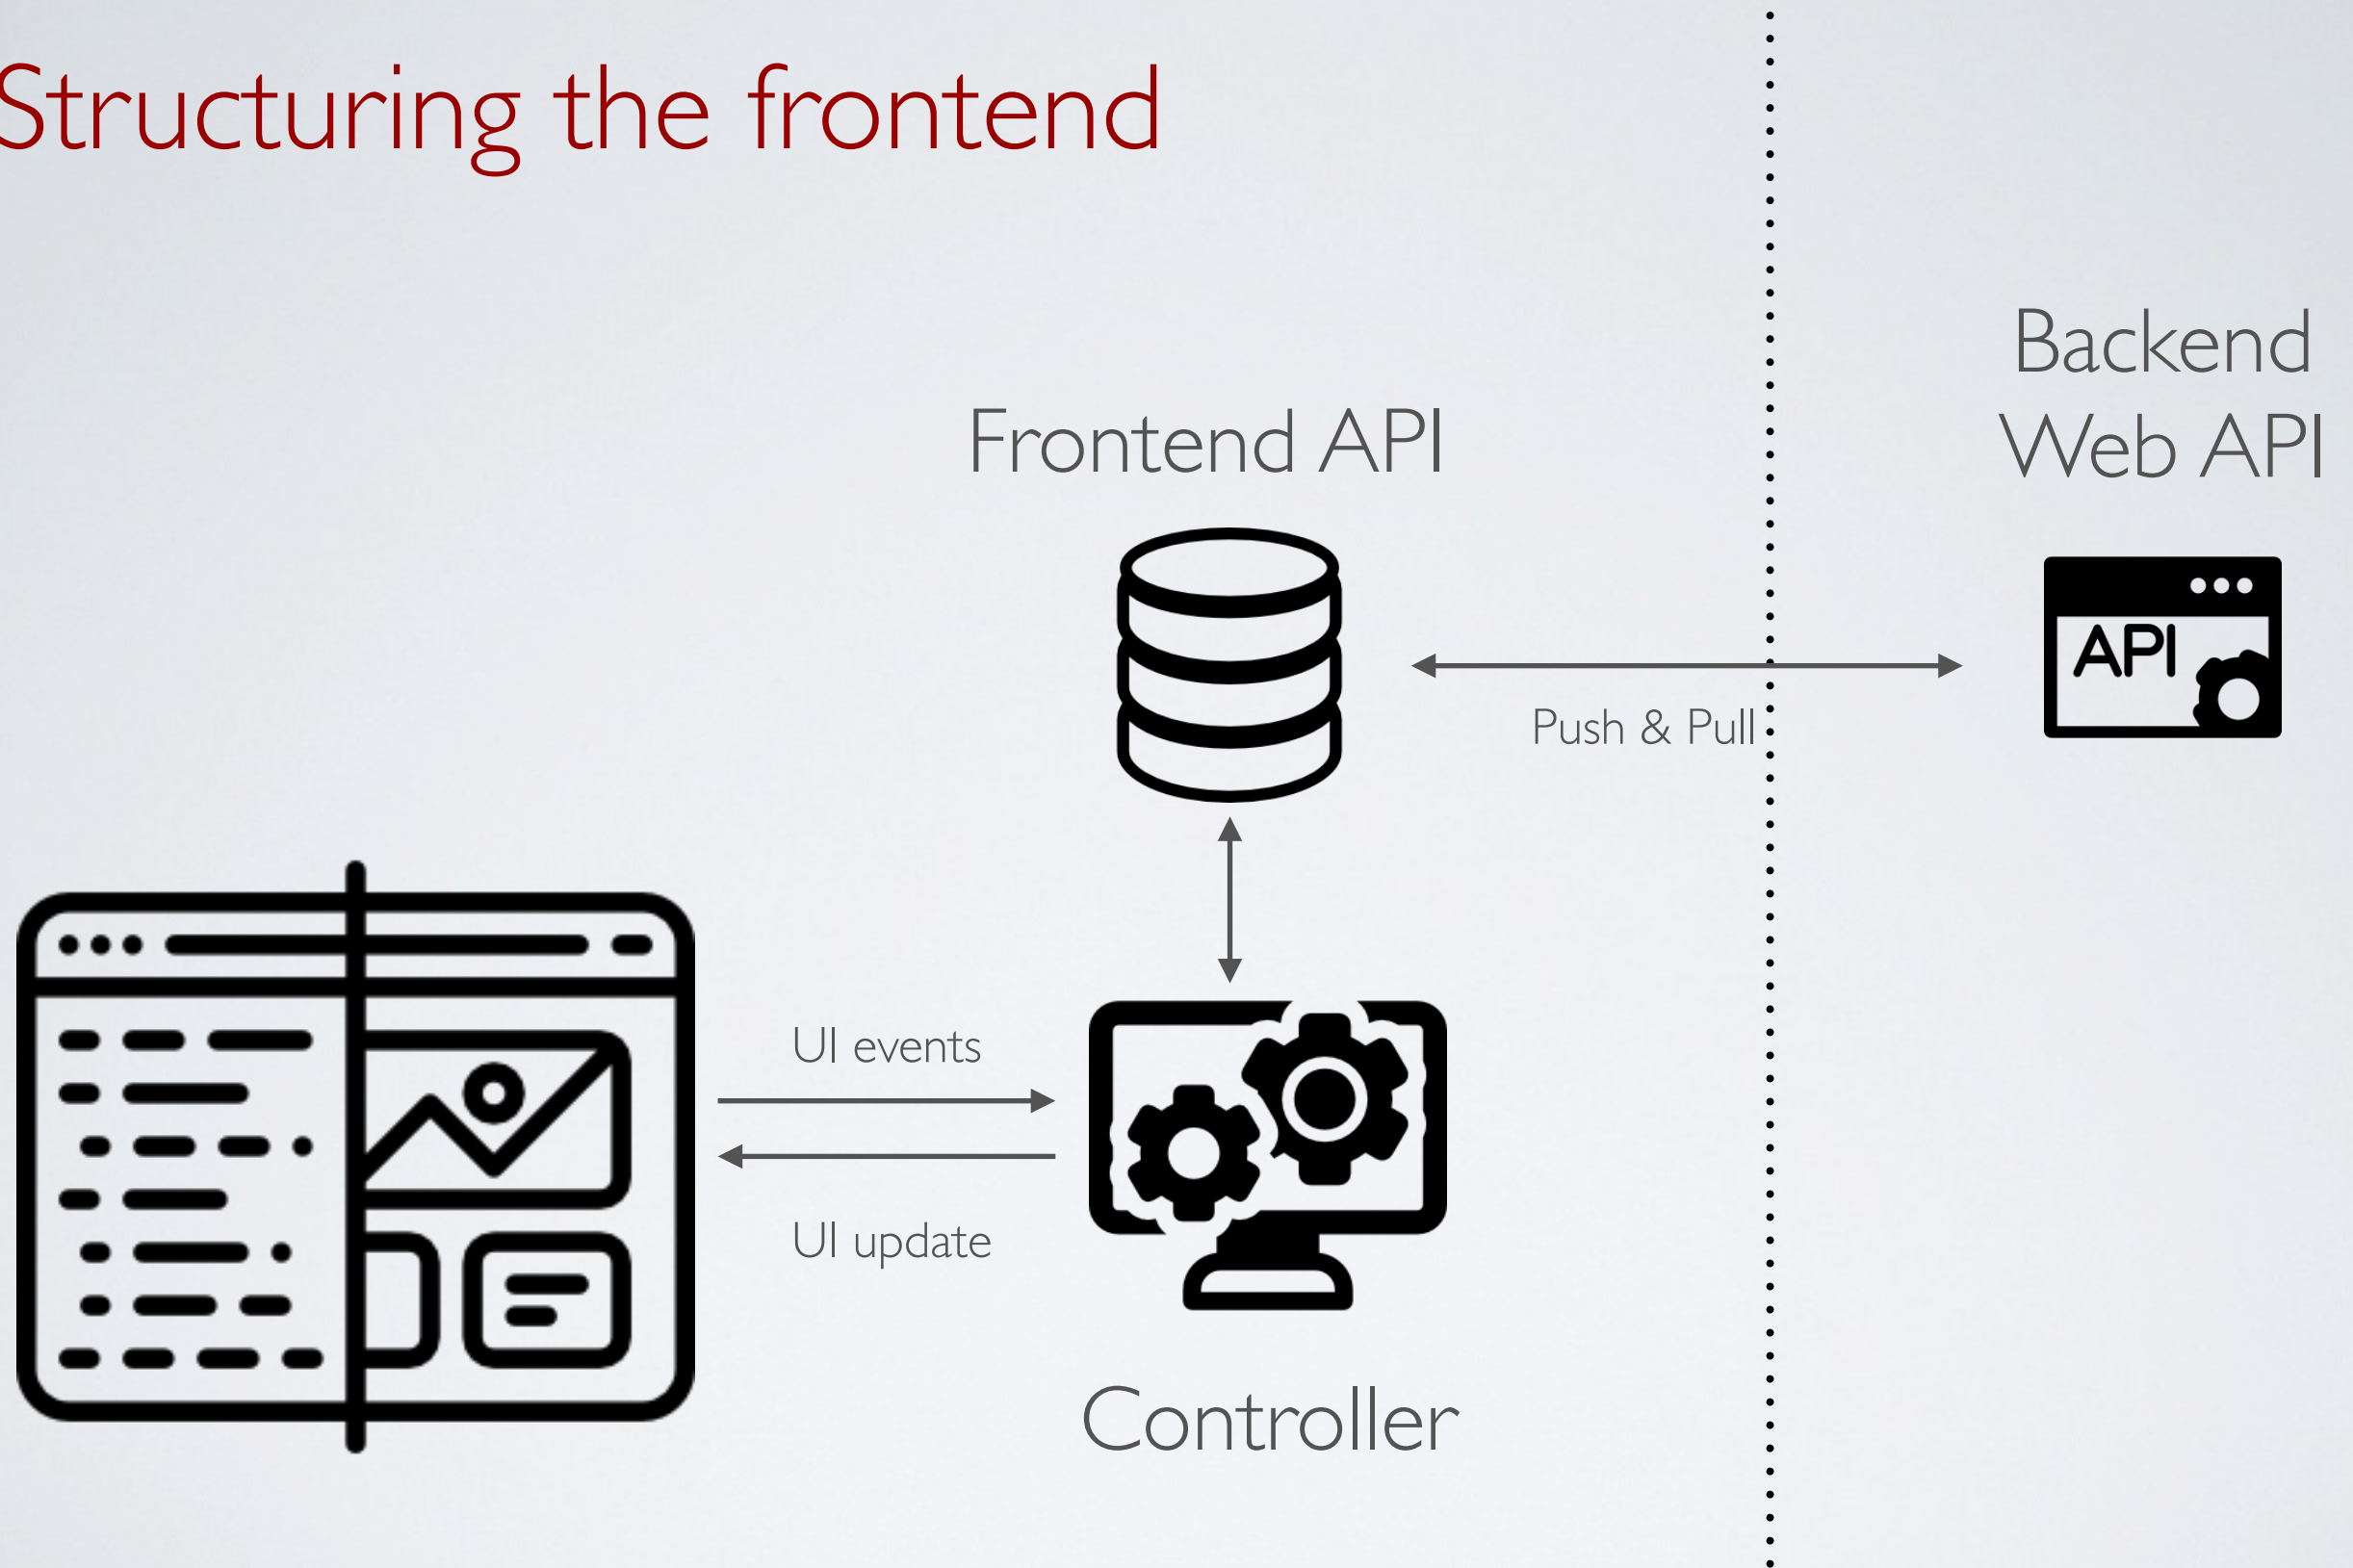 Structuring the frontend
Backend
Web API
Frontend API
API
Push & Pull
UI events
UI update
Controller